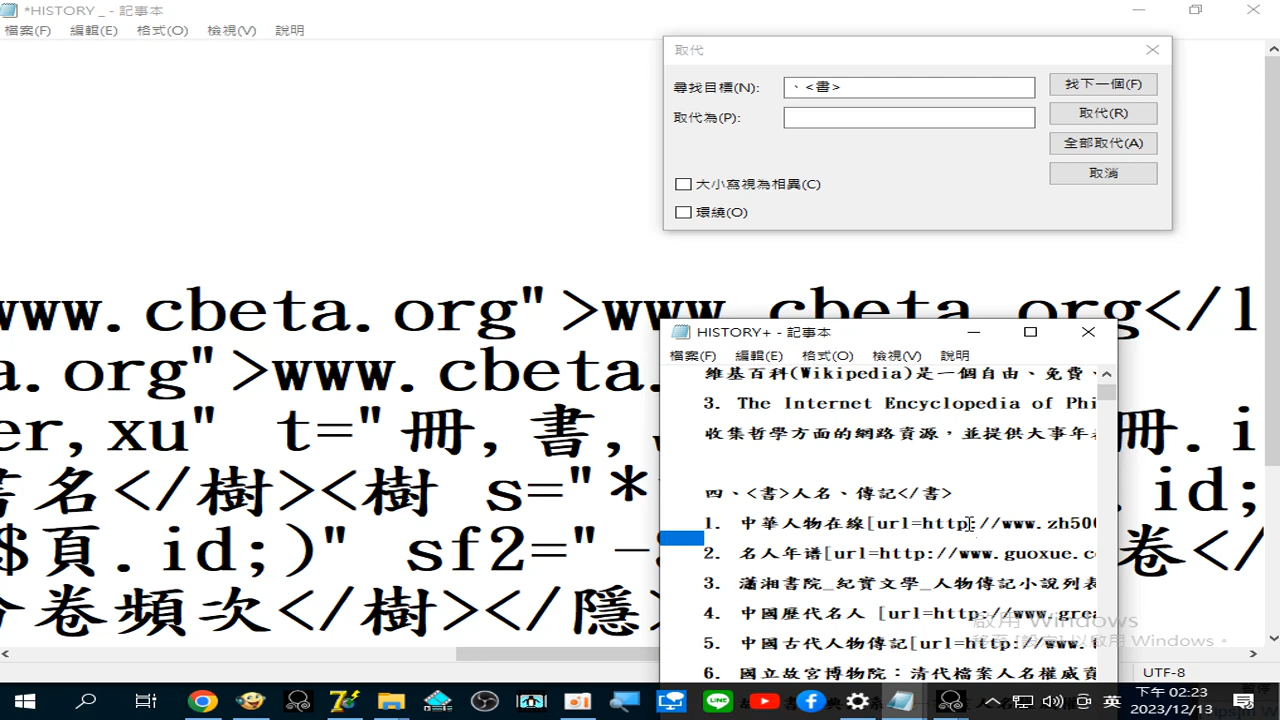 *HISTORY_ - 記事本
檔案(F) 編輯(E) 格式(O) 檢視(V) 說明
取代
尋找目標(N): 、<書> 找下一個(F)
取代為(P): 取代(R)
全部取代(A)
取消
大小寫視為相異(C)
環繞(O)
www.cbeta.org">www.cbeta.org</l
a.org">www.cbeta.
er,xu" t="冊,書, 冊.i
書名</樹><樹 s="* .id;
$頁.id;)" sf2="-  卷</
分卷頻次</樹></隱>
HISTORY+ - 記事本
檔案(F) 編輯(E) 格式(O) 檢視(V) 說明
維基百科(Wikipedia)是一個自由、免費、
3. The Internet Encyclopedia of Phi
收集哲學方面的網路資源，並提供大事年
四、<書>人名、傳記</書>
1. 中華人物在線[url=http://www.zh50
2. 名人年谱[url=http://www.guoxue.c
3. 瀟湘書院_紀實文學_人物傳記小說列表
4. 中國歷代名人 [url=http://www.grea
5. 中國古代人物傳記[url=http://www.t
6. 國立故宮博物院：清代檔案人名權威資
啟用 Windows
移至 [設定] 以啟用 Windows。
UTF-8
英
下午 02:23
2023/12/13